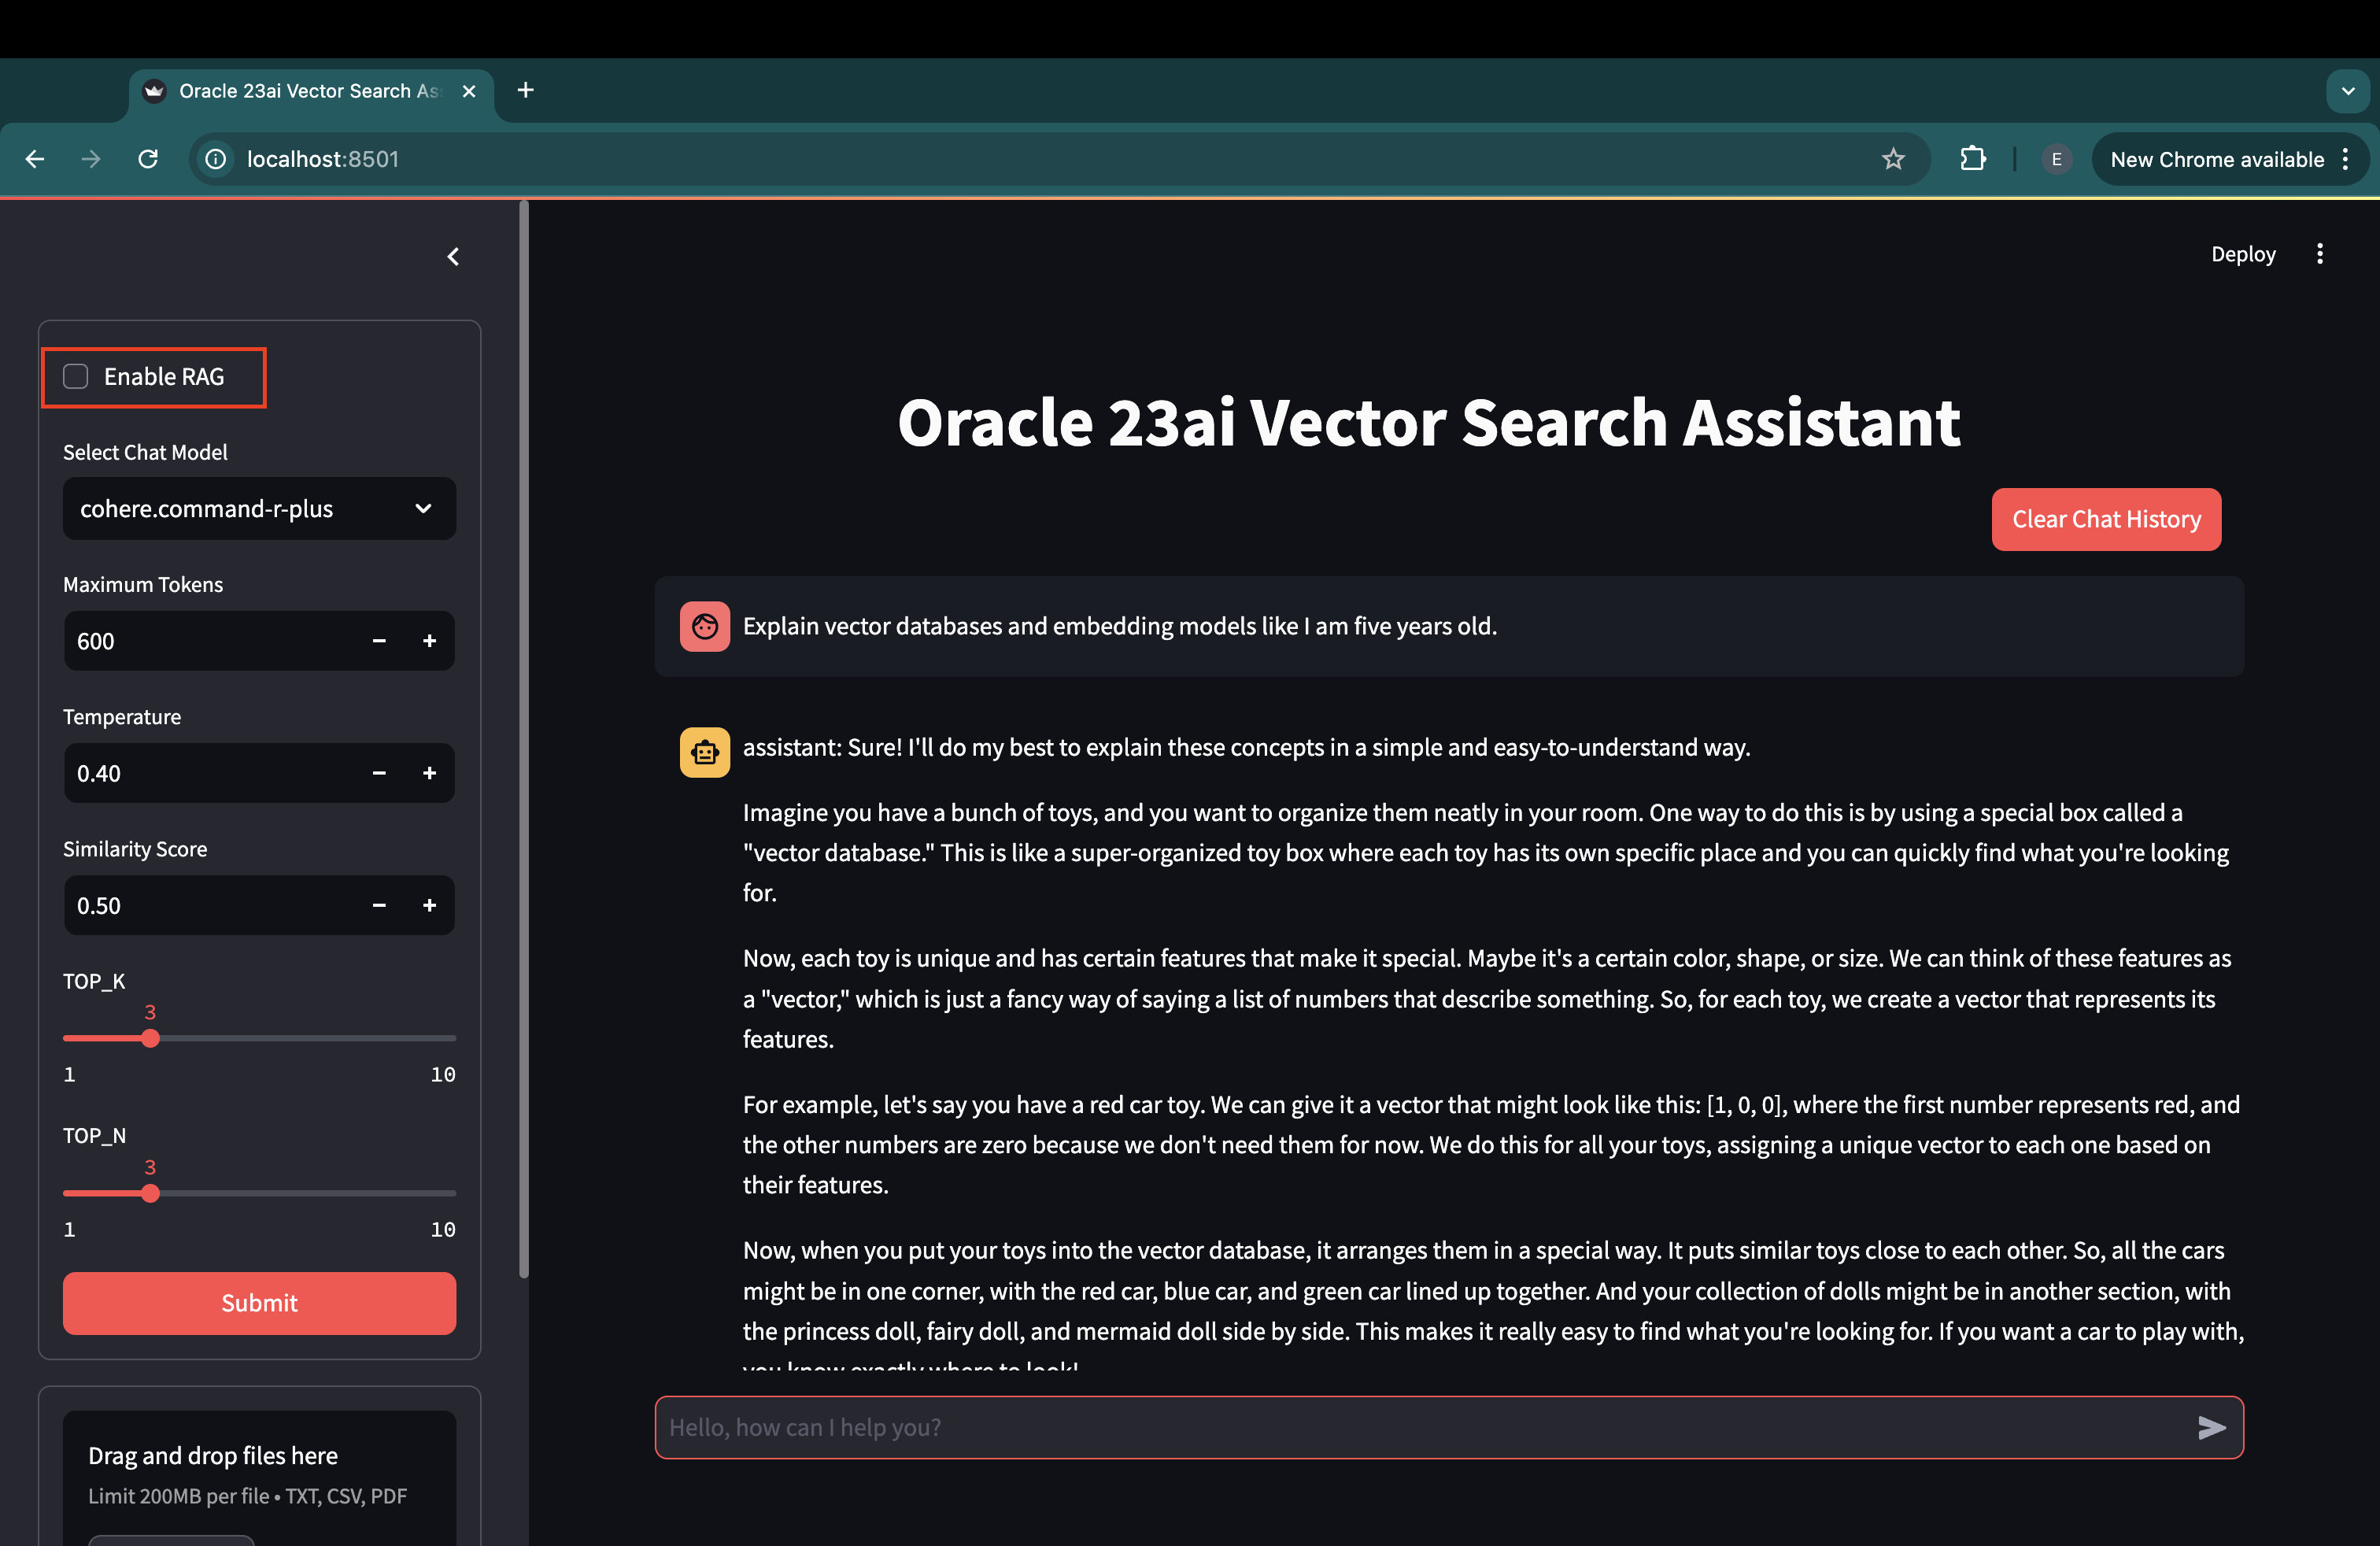 Oracle 23ai Vector Search As
localhost:8501
E
New Chrome available
Deploy
Enable RAG
Select Chat Model
cohere.command-r-plus
Maximum Tokens
600
Temperature
0.40
Similarity Score
0.50
TOP_K
3
1 10
TOP_N
3
1 10
Submit
Drag and drop files here
Limit 200MB per file • TXT, CSV, PDF
Oracle 23ai Vector Search Assistant
Clear Chat History
Explain vector databases and embedding models like I am five years old.
assistant: Sure! I'll do my best to explain these concepts in a simple and easy-to-understand way.
Imagine you have a bunch of toys, and you want to organize them neatly in your room. One way to do this is by using a special box called a
"vector database." This is like a super-organized toy box where each toy has its own specific place and you can quickly find what you're looking
for.
Now, each toy is unique and has certain features that make it special. Maybe it's a certain color, shape, or size. We can think of these features as
a "vector," which is just a fancy way of saying a list of numbers that describe something. So, for each toy, we create a vector that represents its
features.
For example, let's say you have a red car toy. We can give it a vector that might look like this: [1, 0, 0], where the first number represents red, and
the other numbers are zero because we don't need them for now. We do this for all your toys, assigning a unique vector to each one based on
their features.
Now, when you put your toys into the vector database, it arranges them in a special way. It puts similar toys close to each other. So, all the cars
might be in one corner, with the red car, blue car, and green car lined up together. And your collection of dolls might be in another section, with
the princess doll, fairy doll, and mermaid doll side by side. This makes it really easy to find what you're looking for. If you want a car to play with,
you know exactly where to look!
Hello, how can I help you?